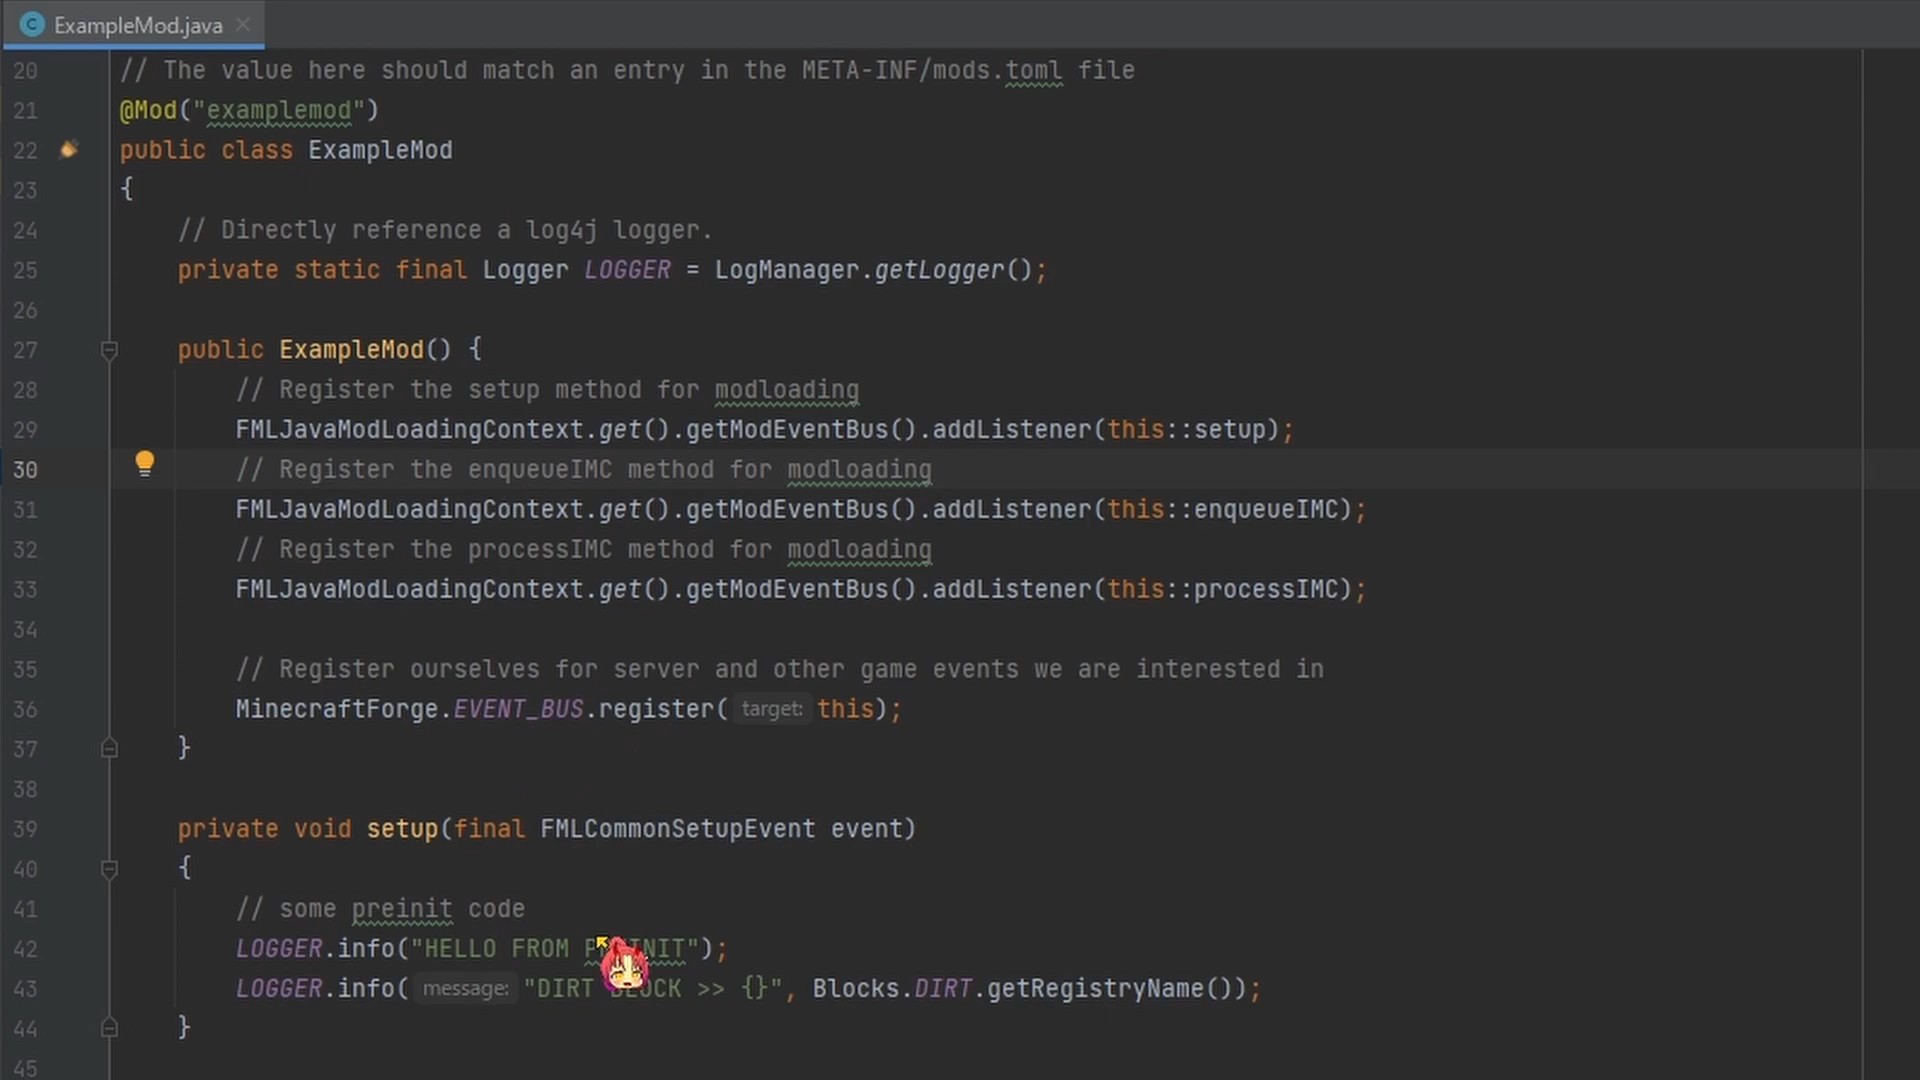 ExampleMod.java
20 // The value here should match an entry in the META-INF/mods.toml file
21 @Mod("examplemod")
22 public class ExampleMod
23 {
24 // Directly reference a log4j logger.
25 private static final Logger LOGGER = LogManager.getLogger();
26
27 public ExampleMod() {
28 // Register the setup method for modloading
29 FMLJavaModLoadingContext.get().getModEventBus().addListener(this::setup);
30 // Register the enqueueIMC method for modloading
31 FMLJavaModLoadingContext.get().getModEventBus().addListener(this::enqueueIMC);
32 // Register the processIMC method for modloading
33 FMLJavaModLoadingContext.get().getModEventBus().addListener(this::processIMC);
34
35 // Register ourselves for server and other game events we are interested in
36 MinecraftForge.EVENT_BUS.register( target: this);
37 }
38
39 private void setup(final FMLCommonSetupEvent event)
40 {
41 // some preinit code
42 LOGGER.info("HELLO FROM PREINIT");
43 LOGGER.info( message: "DIRT BLOCK >> {}", Blocks.DIRT.getRegistryName());
44 }
45